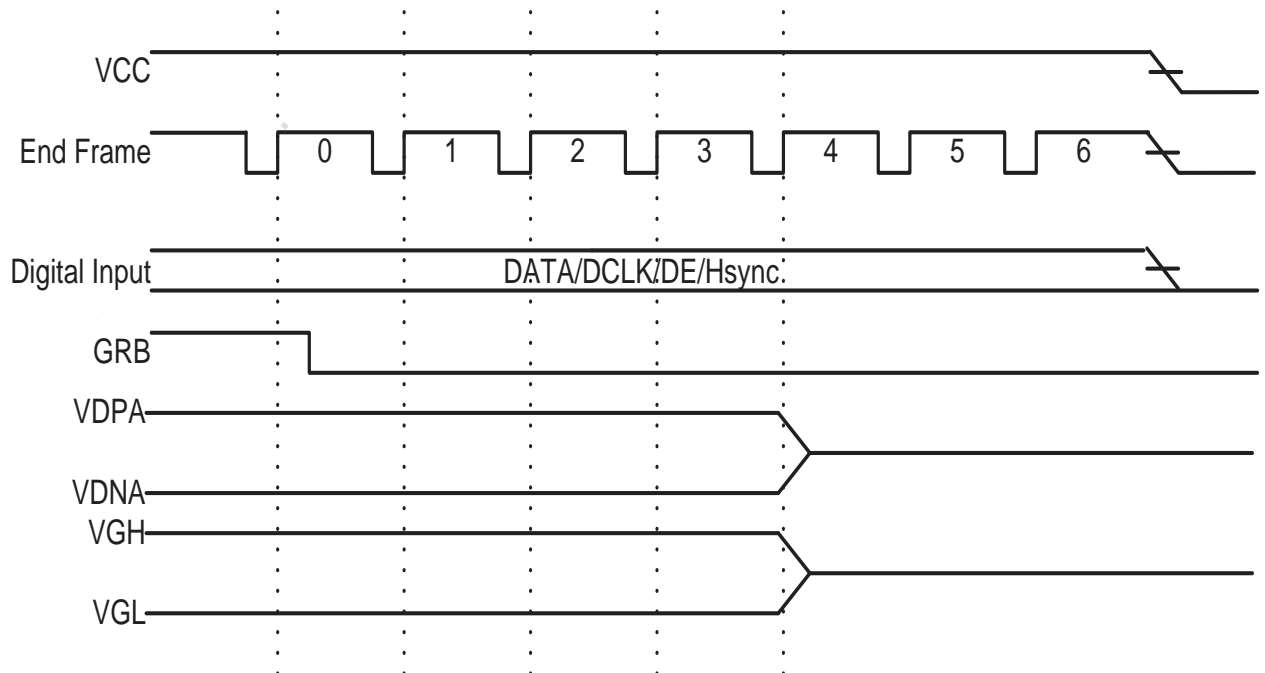 VCC
End Frame 0 1 2 3 4 5 6
Digital Input DATA/DCLK/DE/Hsync
GRB
VDPA
VDNA
VGH
VGL